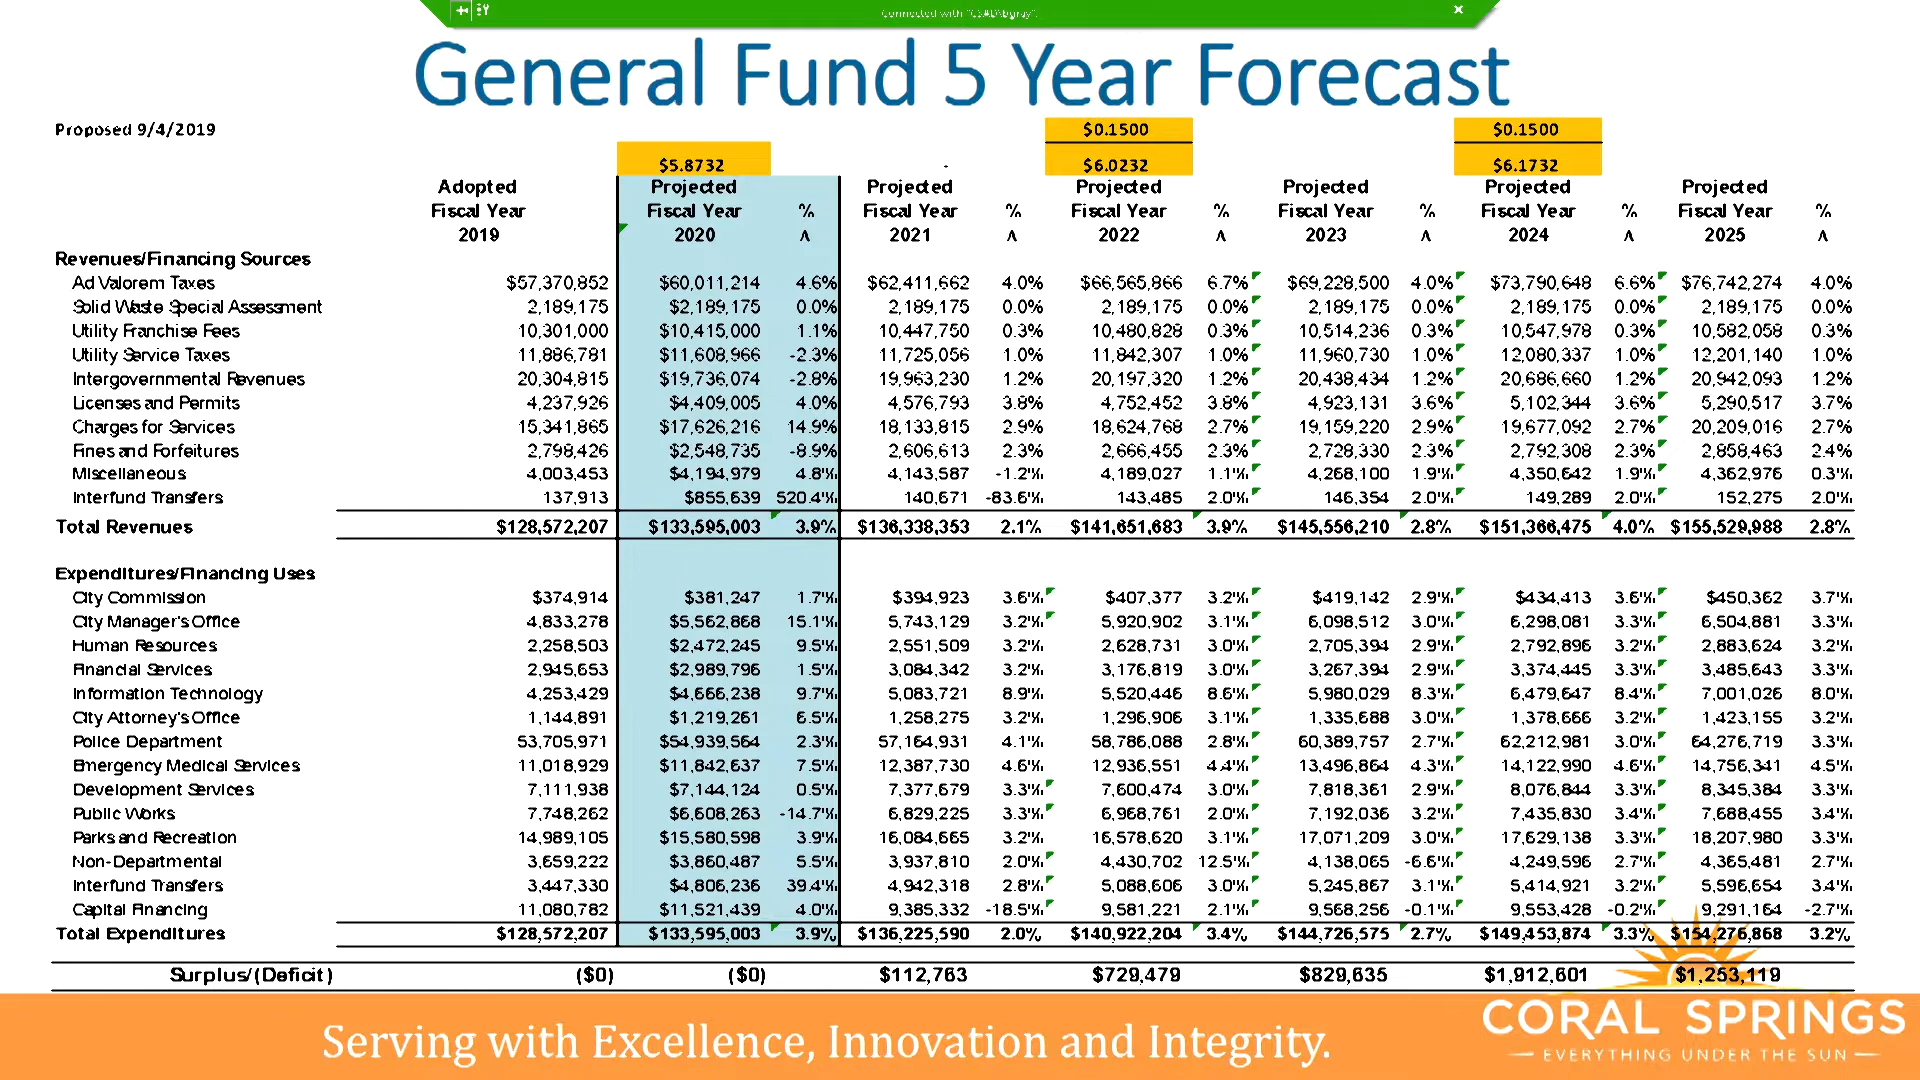 General Fund 5 Year Forecast
Proposed 9/4/2019 $0.1500 $0.1500
$5.8732 - $6.0232 $6.1732
Adopted Projected Projected Projected Projected Projected Projected
Fiscal Year Fiscal Year % Fiscal Year % Fiscal Year % Fiscal Year % Fiscal Year % Fiscal Year %
2019 2020 Λ 2021 Λ 2022 Λ 2023 Λ 2024 Λ 2025 Λ
Revenues/Financing Sources
Ad Valorem Taxes $57,370,852 $60,011,214 4.6% $62,411,662 4.0% $66,565,866 6.7% $69,228,500 4.0% $73,790,648 6.6% $76,742,274 4.0%
Solid Waste Special Assessment 2,189,175 $2,189,175 0.0% 2,189,175 0.0% 2,189,175 0.0% 2,189,175 0.0% 2,189,175 0.0% 2,189,175 0.0%
Utility Franchise Fees 10,301,000 $10,415,000 1.1% 10,447,750 0.3% 10,480,828 0.3% 10,514,236 0.3% 10,547,978 0.3% 10,582,058 0.3%
Utility Service Taxes 11,886,781 $11,608,966 -2.3% 11,725,056 1.0% 11,842,307 1.0% 11,960,730 1.0% 12,080,337 1.0% 12,201,140 1.0%
Intergovernmental Revenues 20,304,815 $19,736,074 -2.8% 19,963,230 1.2% 20,197,320 1.2% 20,438,434 1.2% 20,686,660 1.2% 20,942,093 1.2%
Licenses and Permits 4,237,926 $4,409,005 4.0% 4,576,793 3.8% 4,752,452 3.8% 4,923,131 3.6% 5,102,344 3.6% 5,290,517 3.7%
Charges for Services 15,341,865 $17,626,216 14.9% 18,133,815 2.9% 18,624,768 2.7% 19,159,220 2.9% 19,677,092 2.7% 20,209,016 2.7%
Fines and Forfeitures 2,798,426 $2,548,735 -8.9% 2,606,613 2.3% 2,666,455 2.3% 2,728,330 2.3% 2,792,308 2.3% 2,858,463 2.4%
Miscellaneous 4,003,453 $4,194,979 4.8% 4,143,587 -1.2% 4,189,027 1.1% 4,268,100 1.9% 4,350,642 1.9% 4,362,976 0.3%
Interfund Transfers 137,913 $855,639 520.4% 140,671 -83.6% 143,485 2.0% 146,354 2.0% 149,289 2.0% 152,275 2.0%
Total Revenues $128,572,207 $133,595,003 3.9% $136,338,353 2.1% $141,651,683 3.9% $145,556,210 2.8% $151,366,475 4.0% $155,529,988 2.8%
Expenditures/Financing Uses
City Commission $374,914 $381,247 1.7% $394,923 3.6% $407,377 3.2% $419,142 2.9% $434,413 3.6% $450,362 3.7%
City Manager's Office 4,833,278 $5,562,868 15.1% 5,743,129 3.2% 5,920,902 3.1% 6,098,512 3.0% 6,298,081 3.3% 6,504,881 3.3%
Human Resources 2,258,503 $2,472,245 9.5% 2,551,509 3.2% 2,628,731 3.0% 2,705,394 2.9% 2,792,896 3.2% 2,883,624 3.2%
Financial Services 2,945,653 $2,989,796 1.5% 3,084,342 3.2% 3,176,819 3.0% 3,267,394 2.9% 3,374,445 3.3% 3,485,643 3.3%
Information Technology 4,253,429 $4,666,238 9.7% 5,083,721 8.9% 5,520,446 8.6% 5,980,029 8.3% 6,479,647 8.4% 7,001,026 8.0%
City Attorney's Office 1,144,891 $1,219,261 6.5% 1,258,275 3.2% 1,296,906 3.1% 1,335,688 3.0% 1,378,666 3.2% 1,423,155 3.2%
Police Department 53,705,971 $54,939,564 2.3% 57,164,931 4.1% 58,786,088 2.8% 60,389,757 2.7% 62,212,981 3.0% 64,276,719 3.3%
Emergency Medical Services 11,018,929 $11,842,637 7.5% 12,387,730 4.6% 12,936,551 4.4% 13,496,864 4.3% 14,122,990 4.6% 14,756,341 4.5%
Development Services 7,111,938 $7,144,124 0.5% 7,377,679 3.3% 7,600,474 3.0% 7,818,361 2.9% 8,076,844 3.3% 8,345,384 3.3%
Public Works 7,748,262 $6,608,263 -14.7% 6,829,225 3.3% 6,968,761 2.0% 7,192,036 3.2% 7,435,830 3.4% 7,688,455 3.4%
Parks and Recreation 14,989,105 $15,580,598 3.9% 16,084,665 3.2% 16,578,620 3.1% 17,071,209 3.0% 17,629,138 3.3% 18,207,980 3.3%
Non-Departmental 3,659,222 $3,860,487 5.5% 3,937,810 2.0% 4,430,702 12.5% 4,138,065 -6.6% 4,249,596 2.7% 4,365,481 2.7%
Interfund Transfers 3,447,330 $4,806,236 39.4% 4,942,318 2.8% 5,088,606 3.0% 5,245,867 3.1% 5,414,921 3.2% 5,596,654 3.4%
Capital Financing 11,080,782 $11,521,439 4.0% 9,385,332 -18.5% 9,581,221 2.1% 9,568,256 -0.1% 9,553,428 -0.2% 9,291,164 -2.7%
Total Expenditures $128,572,207 $133,595,003 3.9% $136,225,590 2.0% $140,922,204 3.4% $144,726,575 2.7% $149,453,874 3.3% $154,276,868 3.2%
Surplus/(Deficit) ($0) ($0) $112,763 $729,479 $829,635 $1,912,601 $1,253,119
Serving with Excellence, Innovation and Integrity.
CORAL SPRINGS
EVERYTHING UNDER THE SUN